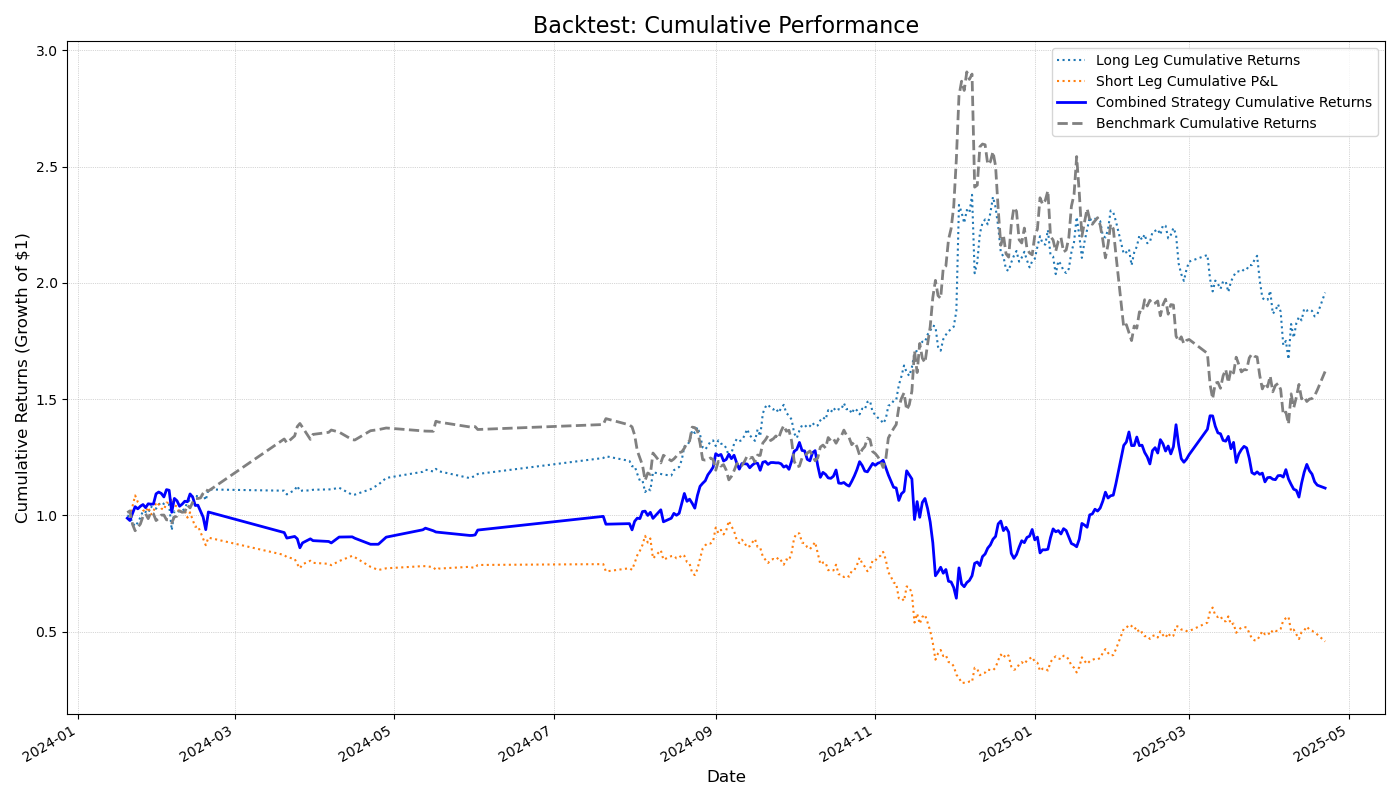 Backtest: Cumulative Performance
Long Leg Cumulative Returns
Short Leg Cumulative P&L
Combined Strategy Cumulative Returns
Benchmark Cumulative Returns
Cumulative Returns (Growth of $1)
3.0
2.5
2.0
1.5
1.0
0.5
2024-01
2024-03
2024-05
2024-07
2024-09
2024-11
2025-01
2025-03
2025-05
Date